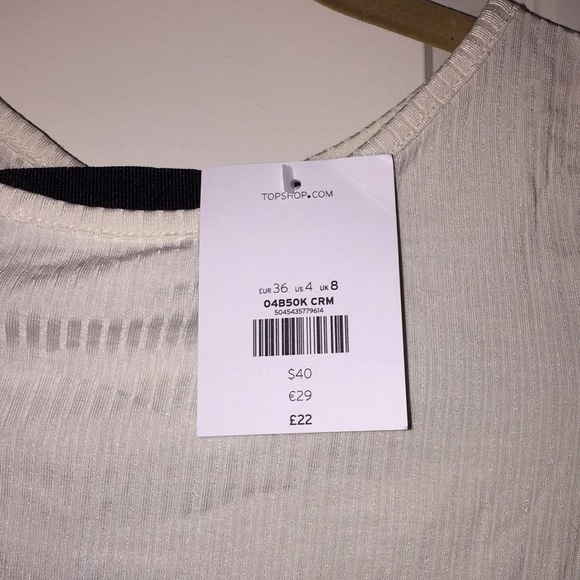 TOPSHOP.COM
EUR 36 US 4 UK 8
04B50K CRM
5045435779614
$40
€29
£22